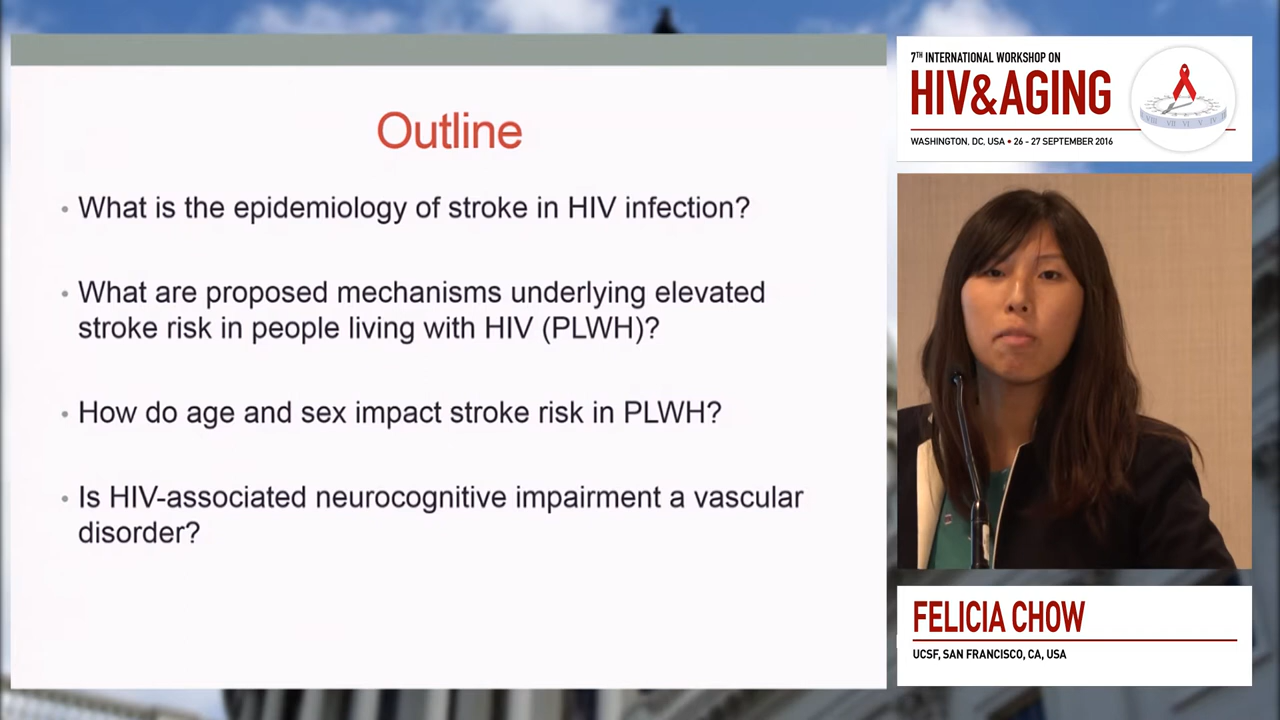 Outline
• What is the epidemiology of stroke in HIV infection?
• What are proposed mechanisms underlying elevated
stroke risk in people living with HIV (PLWH)?
• How do age and sex impact stroke risk in PLWH?
• Is HIV-associated neurocognitive impairment a vascular
disorder?
7TH INTERNATIONAL WORKSHOP ON
HIV&AGING
WASHINGTON, DC, USA • 26 - 27 SEPTEMBER 2016
FELICIA CHOW
UCSF, SAN FRANCISCO, CA, USA